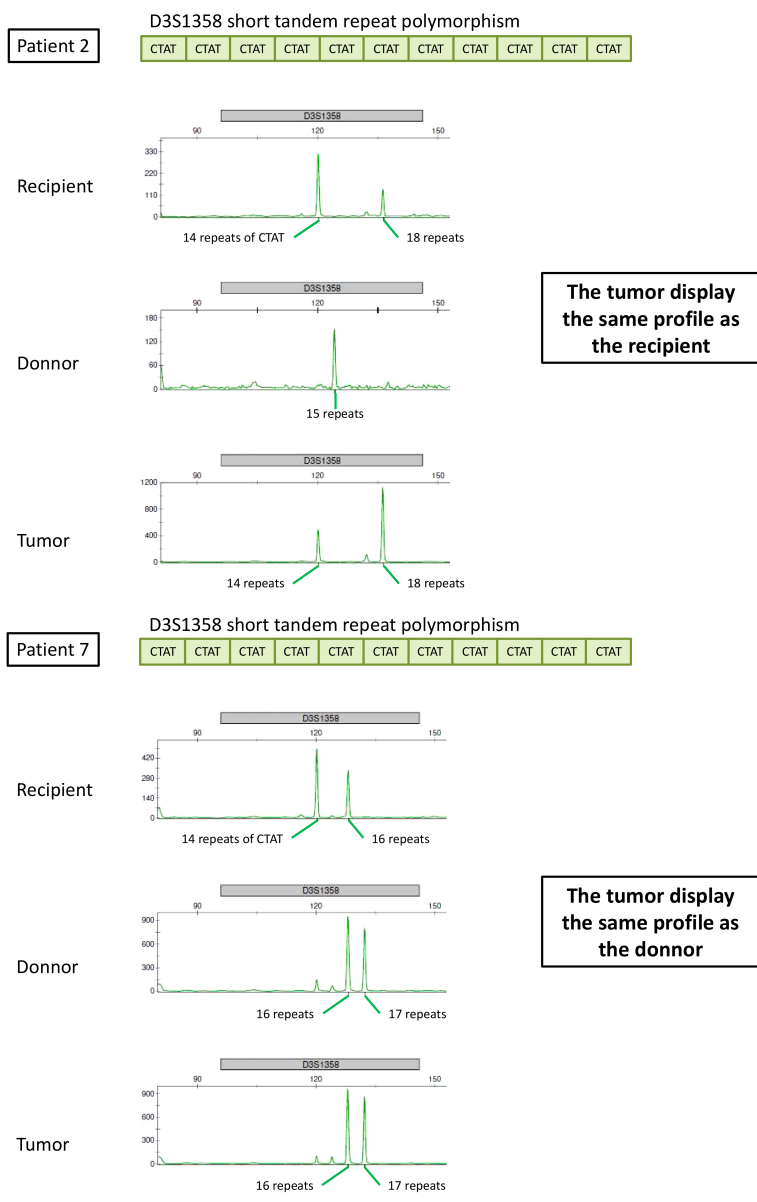 D3S1358 short tandem repeat polymorphism
Patient 2
CTAT CTAT CTAT CTAT CTAT CTAT CTAT CTAT CTAT CTAT CTAT
D3S1358
90 120 150
330
220
110
0
Recipient
14 repeats of CTAT 18 repeats
D3S1358
90 120 150
180
120
60
0
Donnor
15 repeats
The tumor display
the same profile as
the recipient
D3S1358
90 120 150
1200
800
400
0
Tumor
14 repeats 18 repeats
D3S1358 short tandem repeat polymorphism
Patient 7
CTAT CTAT CTAT CTAT CTAT CTAT CTAT CTAT CTAT CTAT CTAT
D3S1358
90 120 150
420
280
140
0
Recipient
14 repeats of CTAT 16 repeats
D3S1358
90 120 150
900
600
300
0
Donnor
16 repeats 17 repeats
The tumor display
the same profile as
the donnor
D3S1358
90 120 150
900
600
300
0
Tumor
16 repeats 17 repeats